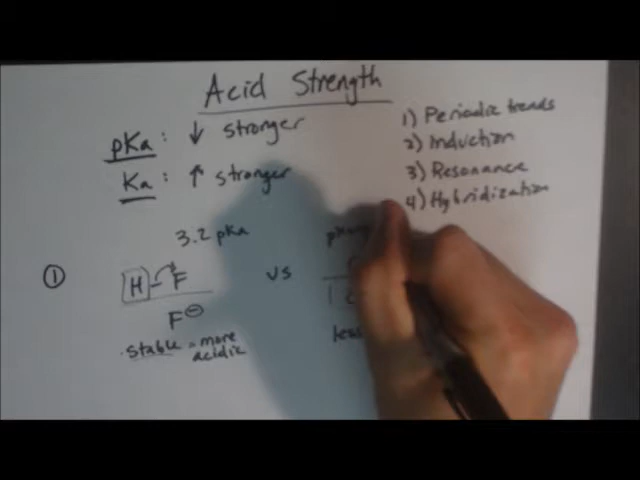 Acid Strength
pKa : ↓ stronger
Ka : ↑ stronger
1) Periodic trends
2) Induction
3) Resonance
4) Hybridization
3.2 pKa
① H-F vs
F⊖
·stable = more
acidic